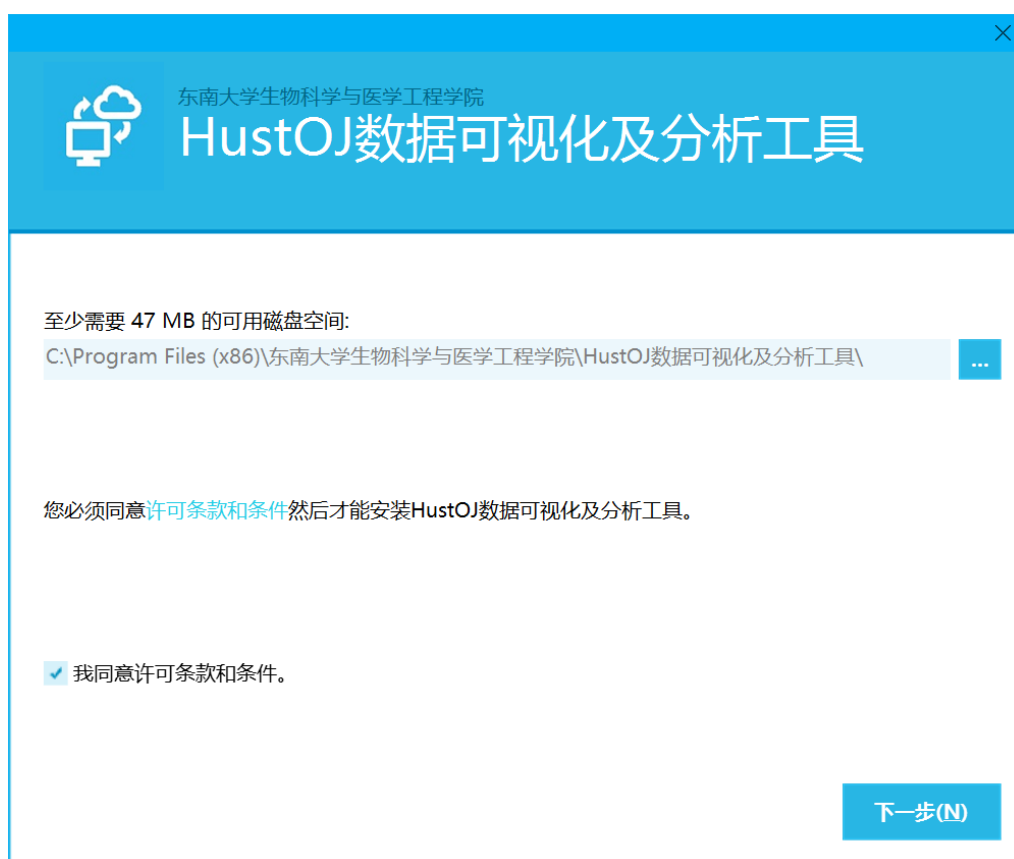 东南大学生物科学与医学工程学院
HustOJ数据可视化及分析工具
至少需要 47 MB 的可用磁盘空间:
C:\Program Files (x86)\东南大学生物科学与医学工程学院\HustOJ数据可视化及分析工具\
...
您必须同意许可条款和条件然后才能安装HustOJ数据可视化及分析工具。
我同意许可条款和条件。
下一步(N)